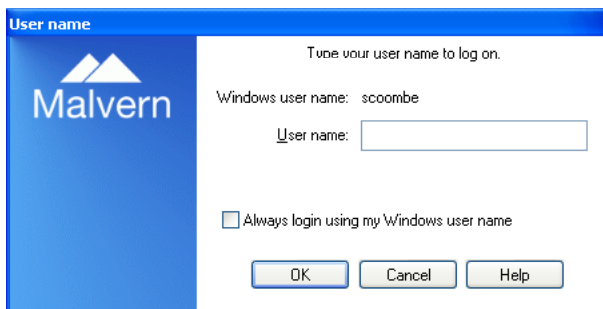 User name
Malvern
Type your user name to log on.
Windows user name: scoombe
User name:
Always login using my Windows user name
OK Cancel Help